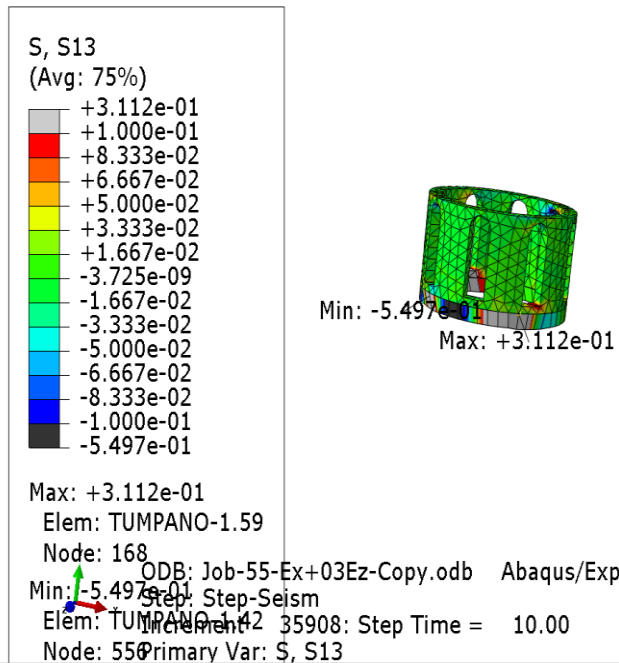 S, S13
(Avg: 75%)
+3.112e-01
+1.000e-01
+8.333e-02
+6.667e-02
+5.000e-02
+3.333e-02
+1.667e-02
-3.725e-09
-1.667e-02
-3.333e-02
-5.000e-02
-6.667e-02
-8.333e-02
-1.000e-01
-5.497e-01
Min: -5.497e-01
Max: +3.112e-01
Max: +3.112e-01
Elem: TUMPANO-1.59
Node: 168
Min: -5.497e-01
Elem: TUMPANO-1.42
Node: 556
ODB: Job-55-Ex+03Ez-Copy.odb Abaqus/Exp
Step: Step-Seism
Increment 35908: Step Time = 10.00
Primary Var: S, S13